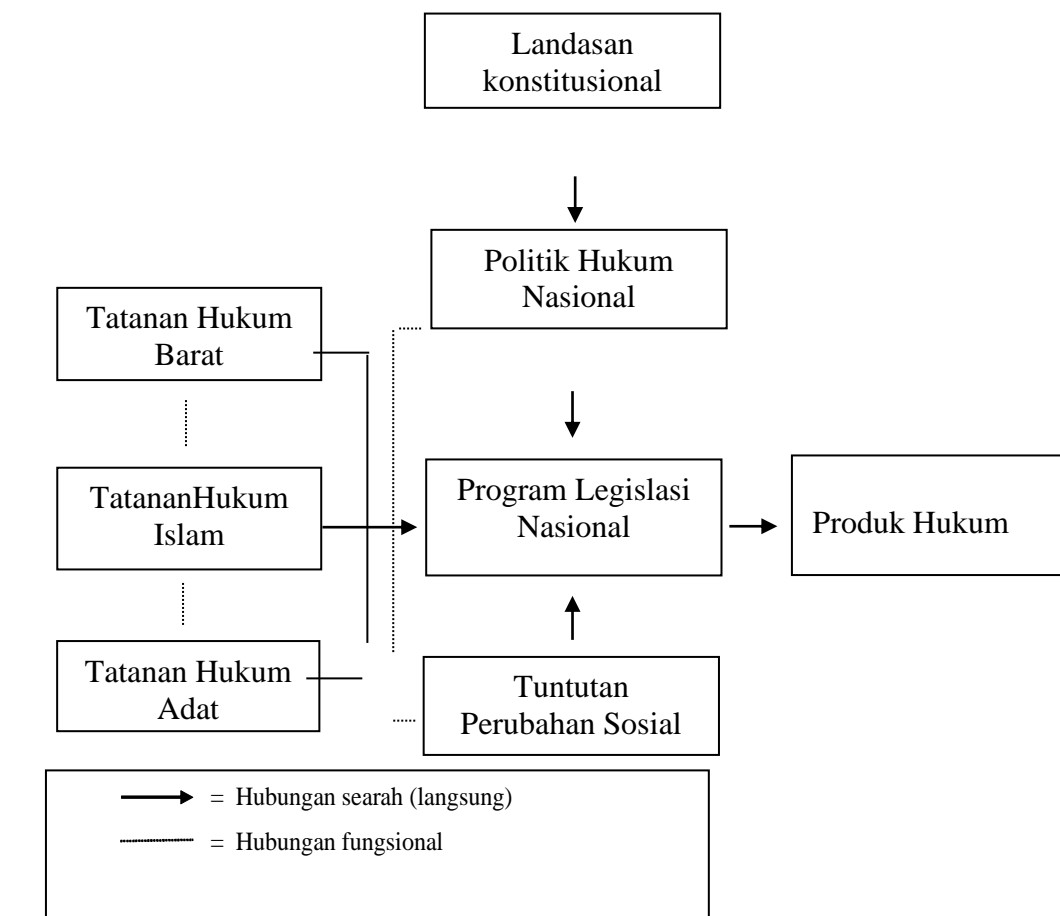 Landasan
konstitusional
Politik Hukum
Nasional
Tatanan Hukum
Barat
TatananHukum
Islam
Program Legislasi
Nasional
Produk Hukum
Tatanan Hukum
Adat
Tuntutan
Perubahan Sosial
= Hubungan searah (langsung)
= Hubungan fungsional